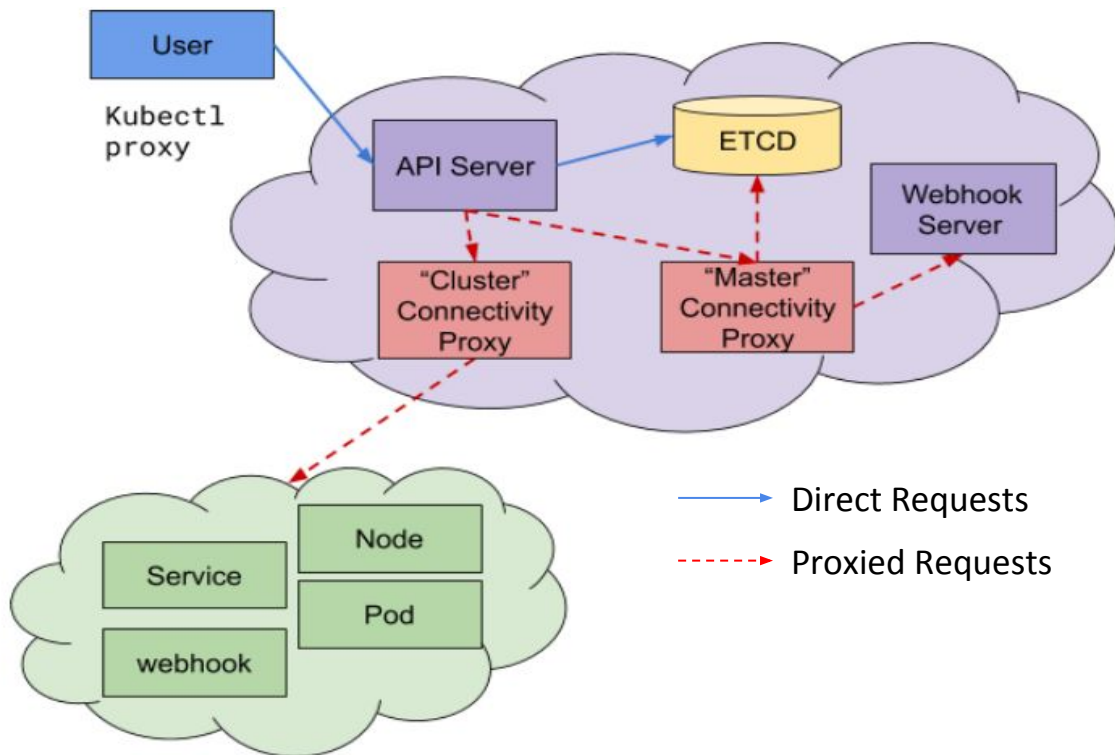 User
Kubectl
proxy
API Server
ETCD
Webhook
Server
“Cluster”
Connectivity
Proxy
“Master”
Connectivity
Proxy
Direct Requests
Proxied Requests
Node
Service
Pod
webhook